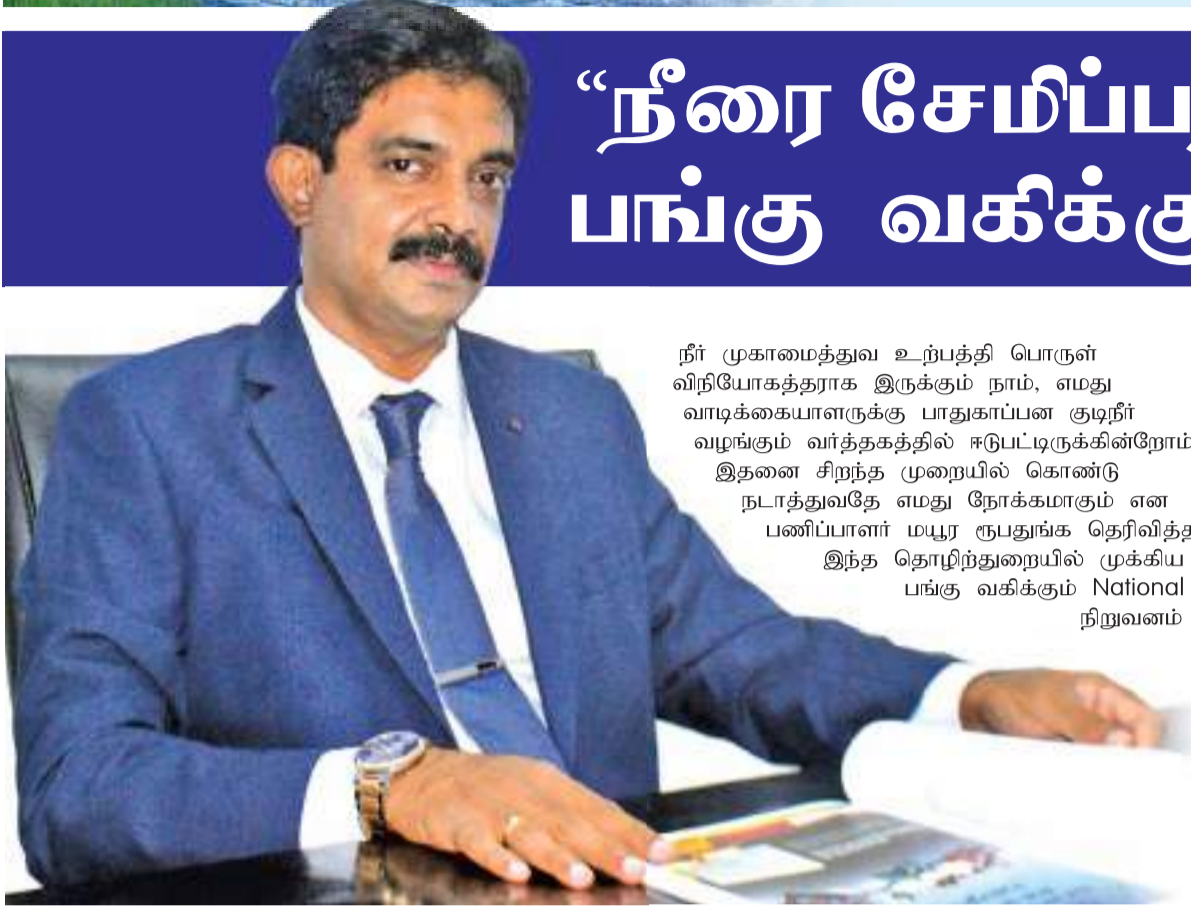 “நீரை
பங்கு
நீர் முகாமைத்துவ உற்பத்தி பொருள்
விநியோகத்தராக இருக்கும் நாம், எமது
வாடிக்கையாளருக்கு பாதுகாப்பன குடிநீர்
வழங்கும் வர்த்தகத்தில் ஈடுபட்டிருக்கின்றோம்
இதனை சிறந்த முறையில் கொண்டு
நடாத்துவதே எமது நோக்கமாகும் என
பணிப்பாளர் மயூர ரூபதுங்க
இந்த தொழிற்துறையில் முக்கிய
பங்கு வகிக்கும் National
நிறுவனம்